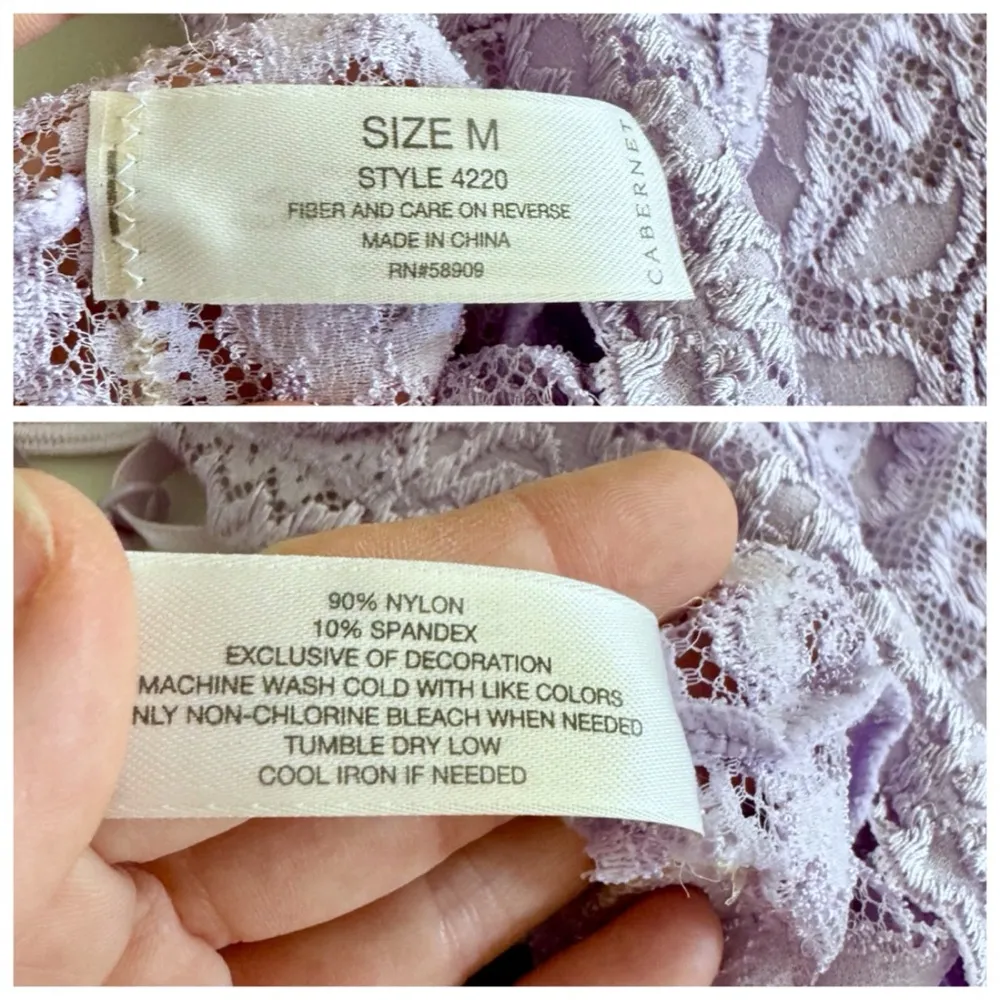 SIZE M
STYLE 4220
FIBER AND CARE ON REVERSE
MADE IN CHINA
RN#58909
CABERNET
90% NYLON
10% SPANDEX
EXCLUSIVE OF DECORATION
MACHINE WASH COLD WITH LIKE COLORS
NLY NON-CHLORINE BLEACH WHEN NEEDED
TUMBLE DRY LOW
COOL IRON IF NEEDED